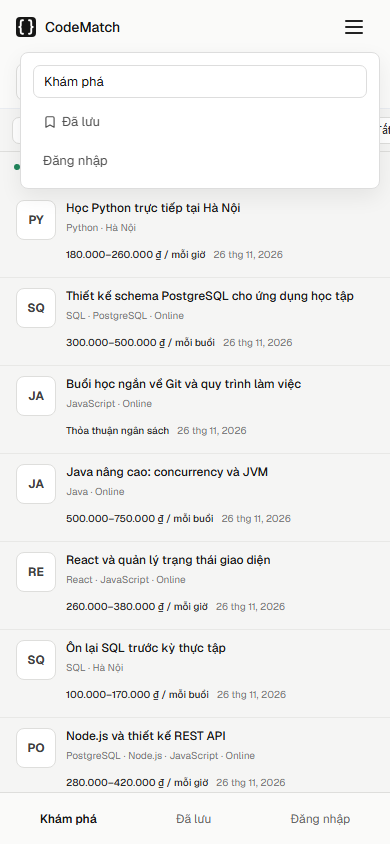 {} CodeMatch
Khám phá
Đã lưu
Đăng nhập
PY
Học Python trực tiếp tại Hà Nội
Python · Hà Nội
180.000–260.000 ₫ / mỗi giờ 26 thg 11, 2026
SQ
Thiết kế schema PostgreSQL cho ứng dụng học tập
SQL · PostgreSQL · Online
300.000–500.000 ₫ / mỗi buổi 26 thg 11, 2026
JA
Buổi học ngắn về Git và quy trình làm việc
JavaScript · Online
Thỏa thuận ngân sách 26 thg 11, 2026
JA
Java nâng cao: concurrency và JVM
Java · Online
500.000–750.000 ₫ / mỗi buổi 26 thg 11, 2026
RE
React và quản lý trạng thái giao diện
React · JavaScript · Online
260.000–380.000 ₫ / mỗi giờ 26 thg 11, 2026
SQ
Ôn lại SQL trước kỳ thực tập
SQL · Hà Nội
100.000–170.000 ₫ / mỗi buổi 26 thg 11, 2026
PO
Node.js và thiết kế REST API
PostgreSQL · Node.js · JavaScript · Online
280.000–420.000 ₫ / mỗi giờ 26 thg 11, 2026
Khám phá
Đã lưu
Đăng nhập